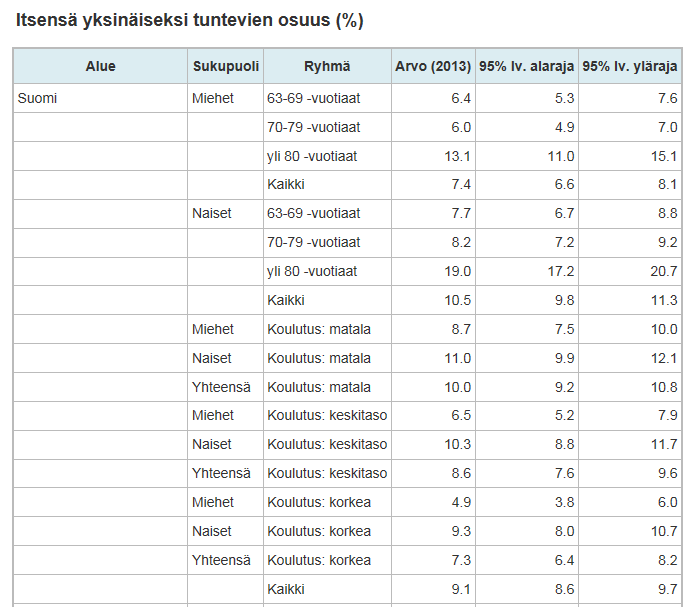 Itsensä yksinäiseksi tuntevien osuus (%)
Alue Sukupuoli Ryhmä Arvo (2013) 95% lv. alaraja 95% lv. yläraja
Suomi Miehet 63-69 -vuotiaat 6.4 5.3 7.6
70-79 -vuotiaat 6.0 4.9 7.0
yli 80 -vuotiaat 13.1 11.0 15.1
Kaikki 7.4 6.6 8.1
Naiset 63-69 -vuotiaat 7.7 6.7 8.8
70-79 -vuotiaat 8.2 7.2 9.2
yli 80 -vuotiaat 19.0 17.2 20.7
Kaikki 10.5 9.8 11.3
Miehet Koulutus: matala 8.7 7.5 10.0
Naiset Koulutus: matala 11.0 9.9 12.1
Yhteensä Koulutus: matala 10.0 9.2 10.8
Miehet Koulutus: keskitaso 6.5 5.2 7.9
Naiset Koulutus: keskitaso 10.3 8.8 11.7
Yhteensä Koulutus: keskitaso 8.6 7.6 9.6
Miehet Koulutus: korkea 4.9 3.8 6.0
Naiset Koulutus: korkea 9.3 8.0 10.7
Yhteensä Koulutus: korkea 7.3 6.4 8.2
Kaikki 9.1 8.6 9.7